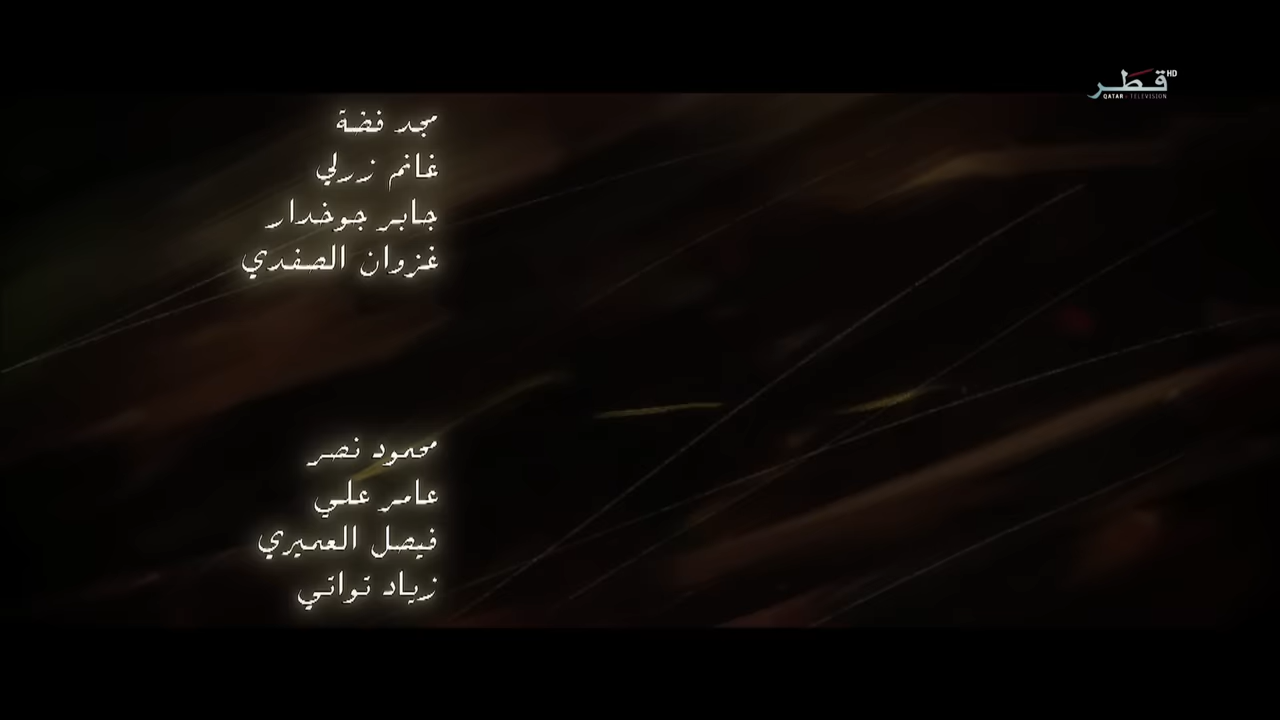 قطر HD
QATAR TELEVISION
مجد فضة
غانم زرلي
جابر جوخدار
غزوان الصفدي
محمود نصر
عامر علي
فيصل العميري
زياد تواتي